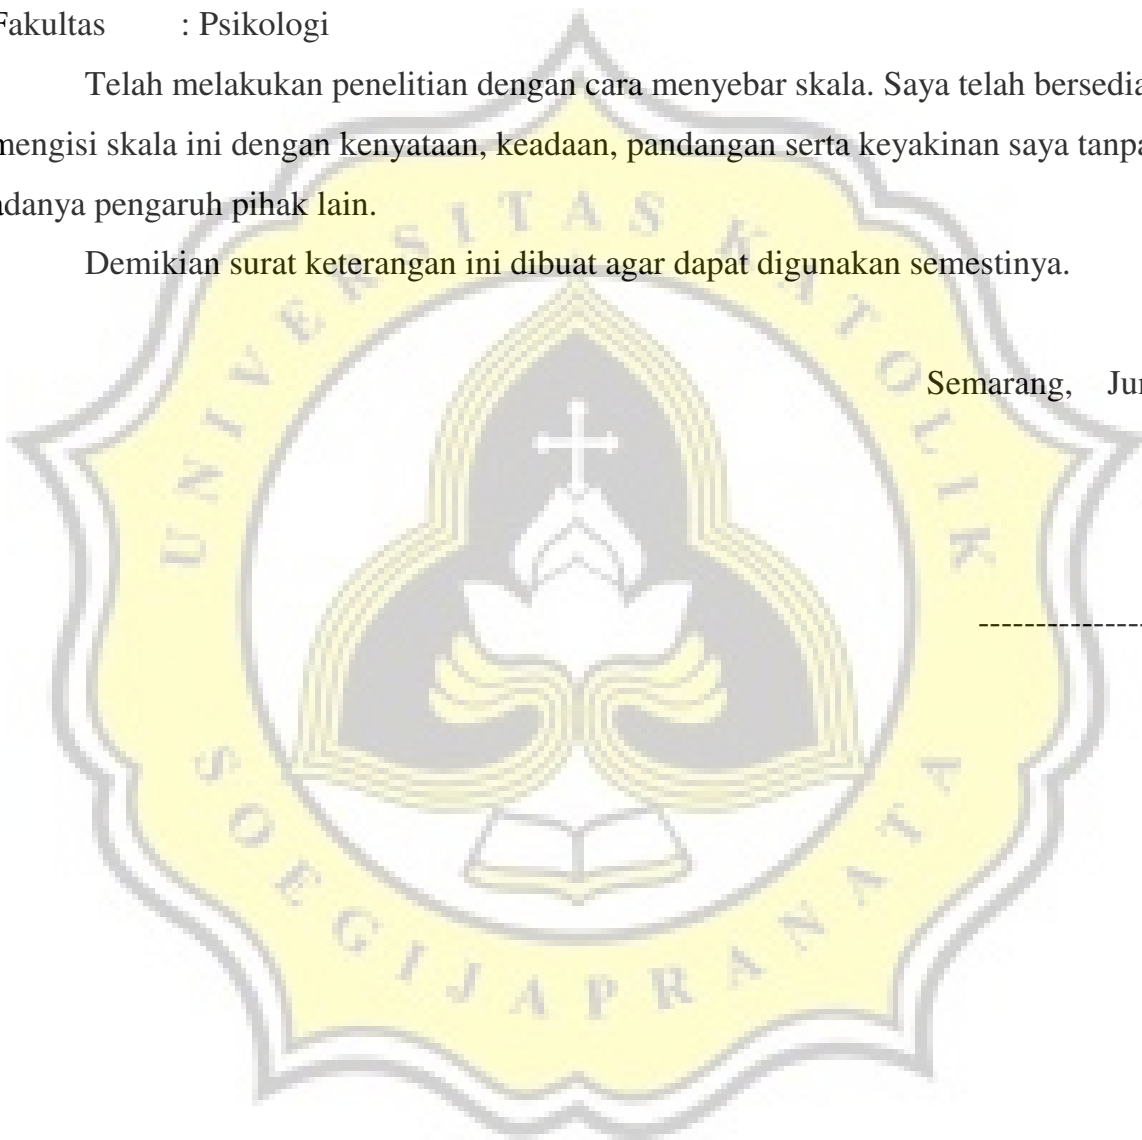 Fakultas : Psikologi
Telah melakukan penelitian dengan cara menyebar skala. Saya telah bersedia
mengisi skala ini dengan kenyataan, keadaan, pandangan serta keyakinan saya tanpa
adanya pengaruh pihak lain.
Demikian surat keterangan ini dibuat agar dapat digunakan semestinya.
Semarang, Jun
---------------
UNIVERSITAS KATOLIK
SOEGIJAPRANATA